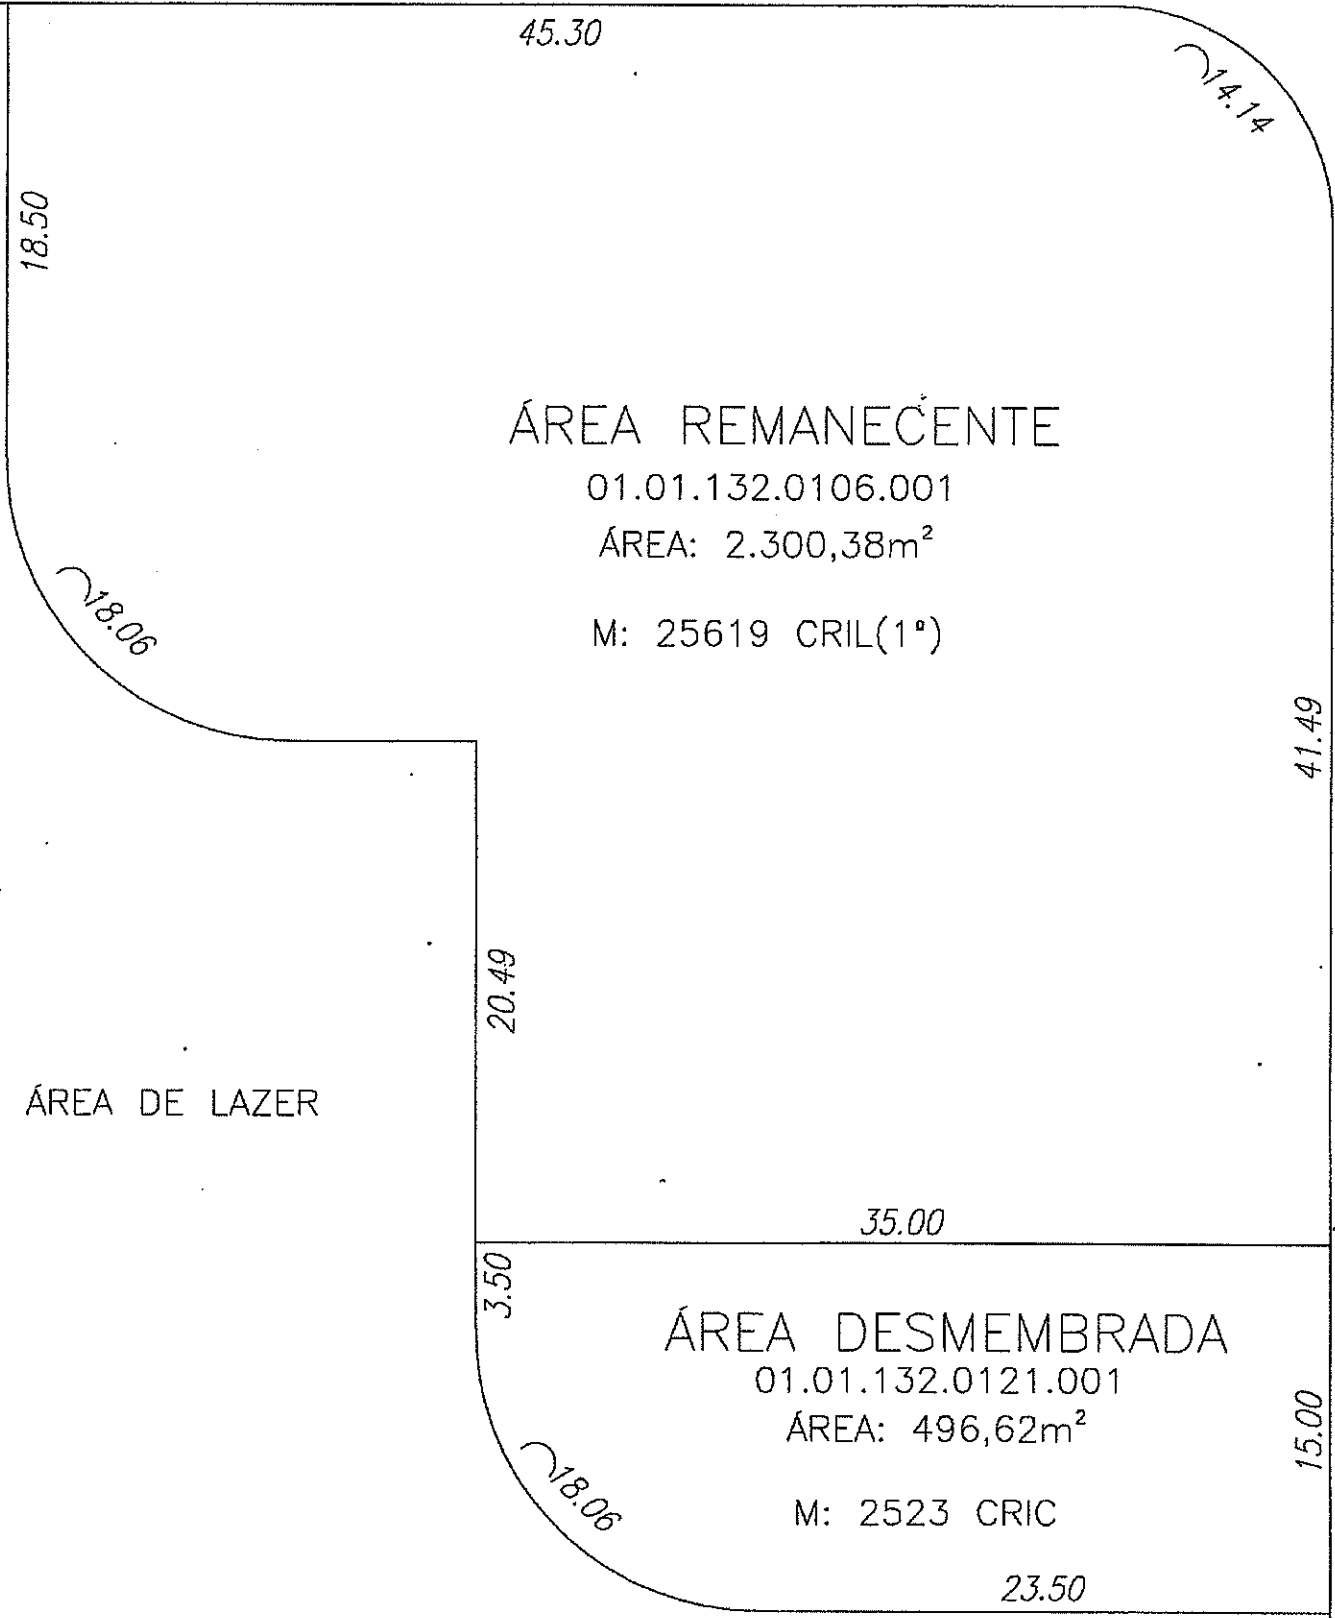 45.30
14.14
18.50
ÁREA REMANECENTE
01.01.132.0106.001
ÁREA: 2.300,38m²
M: 25619 CRIL(1º)
18.06
41.49
20.49
ÁREA DE LAZER
35.00
3.50
ÁREA DESMEMBRADA
01.01.132.0121.001
ÁREA: 496,62m²
M: 2523 CRIC
15.00
18.06
23.50